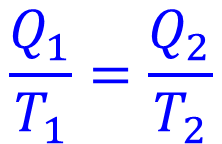 Q₁/T₁ = Q₂/T₂